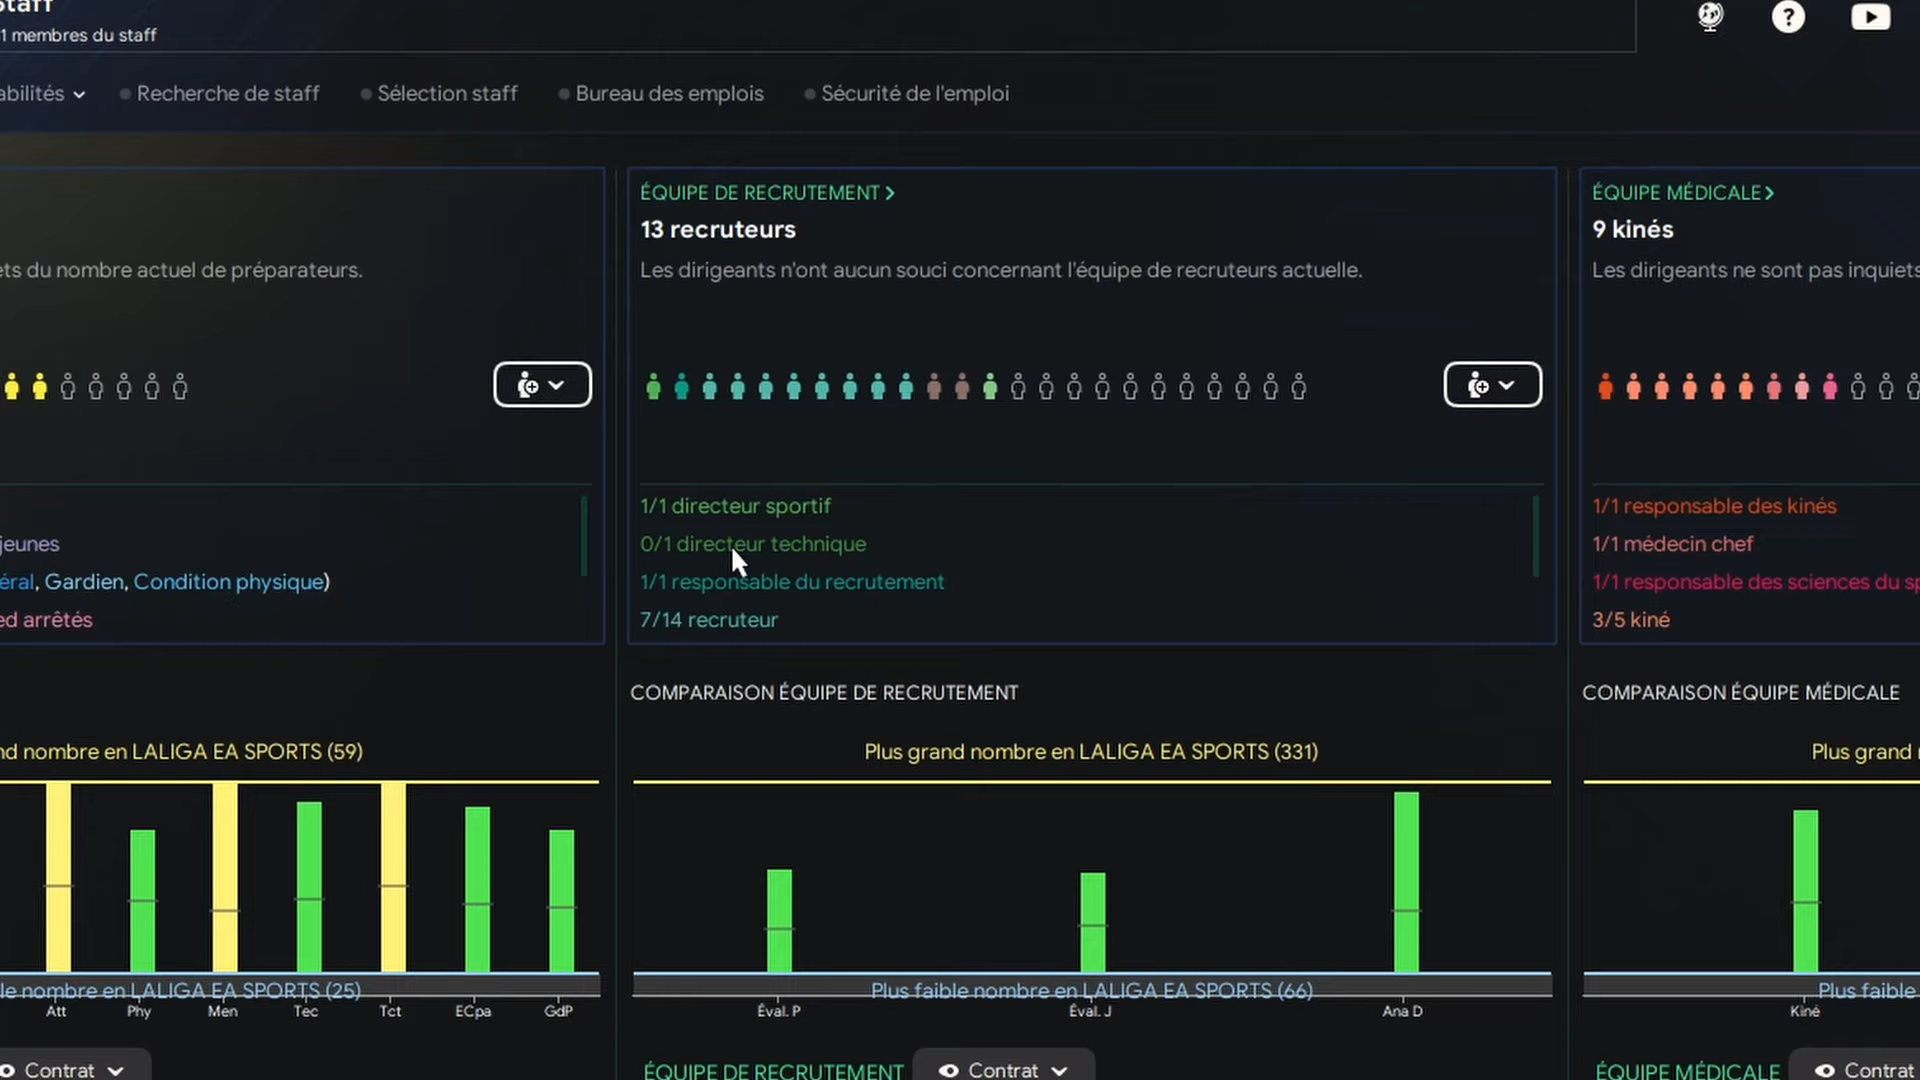 Staff
1 membres du staff
abilités
Recherche de staff
Sélection staff
Bureau des emplois
Sécurité de l'emploi
ets du nombre actuel de préparateurs.
jeunes
éral, Gardien, Condition physique)
ed arrêtés
nd nombre en LALIGA EA SPORTS (59)
le nombre en LALIGA EA SPORTS (25)
Att Phy Men Tec Tct ECpa GdP
Contrat
ÉQUIPE DE RECRUTEMENT
13 recruteurs
Les dirigeants n'ont aucun souci concernant l'équipe de recruteurs actuelle.
1/1 directeur sportif
0/1 directeur technique
1/1 responsable du recrutement
7/14 recruteur
COMPARAISON ÉQUIPE DE RECRUTEMENT
Plus grand nombre en LALIGA EA SPORTS (331)
Plus faible nombre en LALIGA EA SPORTS (66)
Éval. P Éval. J Ana D
ÉQUIPE DE RECRUTEMENT
Contrat
ÉQUIPE MÉDICALE
9 kinés
Les dirigeants ne sont pas inquiets
1/1 responsable des kinés
1/1 médecin chef
1/1 responsable des sciences du sp
3/5 kiné
COMPARAISON ÉQUIPE MÉDICALE
Plus grand
Plus faible
Kiné
ÉQUIPE MÉDICALE
Contrat